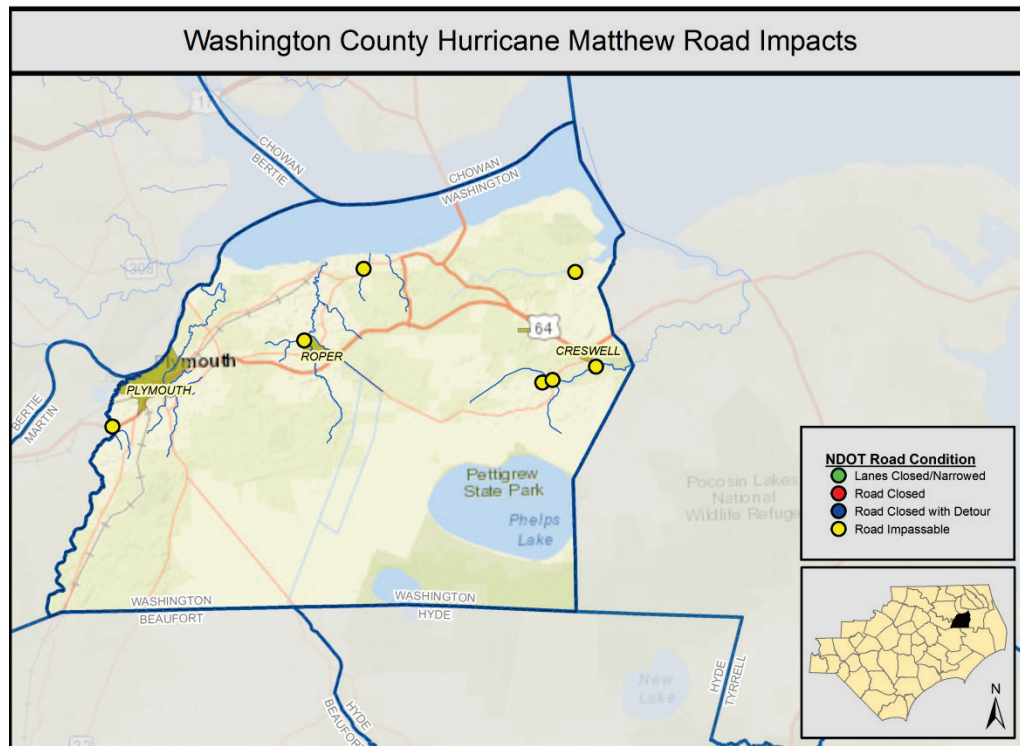 Washington County Hurricane Matthew Road Impacts
17
CHOWAN
BERTIE
CHOWAN
WASHINGTON
308
64
CRESWELL
ROPER
Plymouth
PLYMOUTH
BERTIE
MARTIN
Pettigrew
State Park
Phelps
Lake
Pocosin Lakes
National
Wildlife Refuge
WASHINGTON
BEAUFORT
WASHINGTON
HYDE
New
Lake
HYDE
TYRRELL
HYDE
BEAUFORT
32
NDOT Road Condition
Lanes Closed/Narrowed
Road Closed
Road Closed with Detour
Road Impassable
N